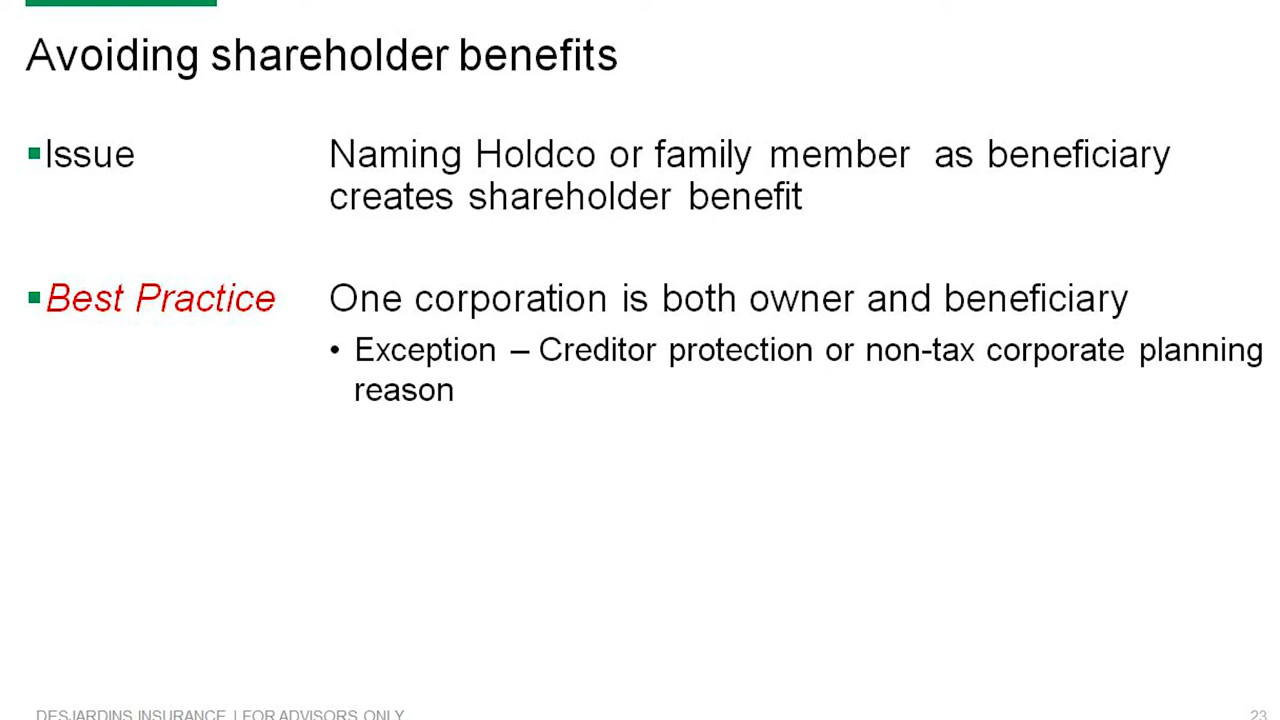 Avoiding shareholder benefits
▪Issue Naming Holdco or family member as beneficiary
creates shareholder benefit
▪Best Practice One corporation is both owner and beneficiary
• Exception – Creditor protection or non-tax corporate planning
reason
DESJARDINS INSURANCE | FOR ADVISORS ONLY 23